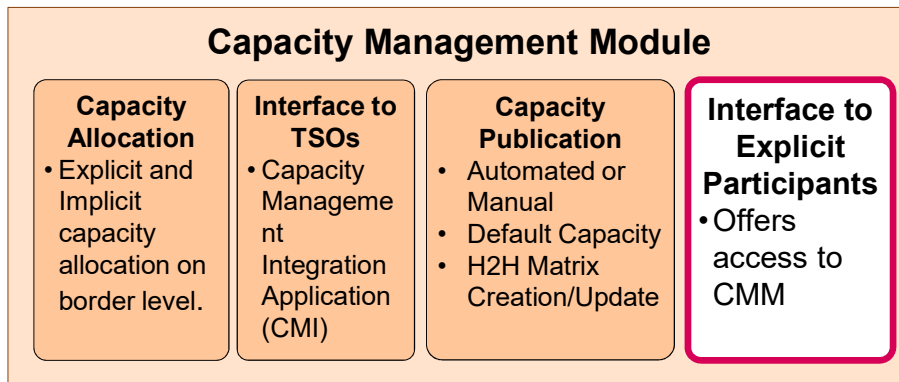 Capacity Management Module
Capacity
Allocation
• Explicit and
Implicit
capacity
allocation on
border level.
Interface to
TSOs
• Capacity
Manageme
nt
Integration
Application
(CMI)
Capacity
Publication
• Automated or
Manual
• Default Capacity
• H2H Matrix
Creation/Update
Interface to
Explicit
Participants
• Offers
access to
CMM